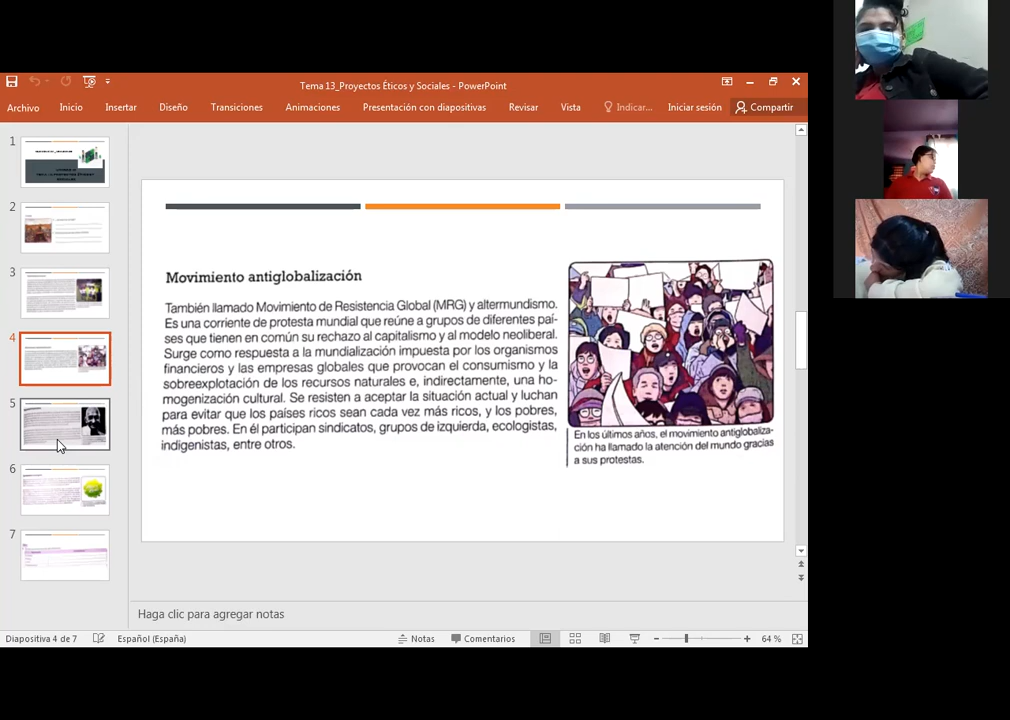 Tema 13_Proyectos Éticos y Sociales - PowerPoint
Archivo Inicio Insertar Diseño Transiciones Animaciones Presentación con diapositivas Revisar Vista Indicar... Iniciar sesión Compartir
1
2
3
4
5
6
7
Movimiento antiglobalización
También llamado Movimiento de Resistencia Global (MRG) y altermundismo.
Es una corriente de protesta mundial que reúne a grupos de diferentes paí-
ses que tienen en común su rechazo al capitalismo y al modelo neoliberal.
Surge como respuesta a la mundialización impuesta por los organismos
financieros y las empresas globales que provocan el consumismo y la
sobreexplotación de los recursos naturales e, indirectamente, una ho-
mogenización cultural. Se resisten a aceptar la situación actual y luchan
para evitar que los países ricos sean cada vez más ricos, y los pobres,
más pobres. En él participan sindicatos, grupos de izquierda, ecologistas,
indigenistas, entre otros.
En los últimos años, el movimiento antiglobaliza-
ción ha llamado la atención del mundo gracias
a sus protestas.
Haga clic para agregar notas
Diapositiva 4 de 7 Español (España) Notas Comentarios 64 %